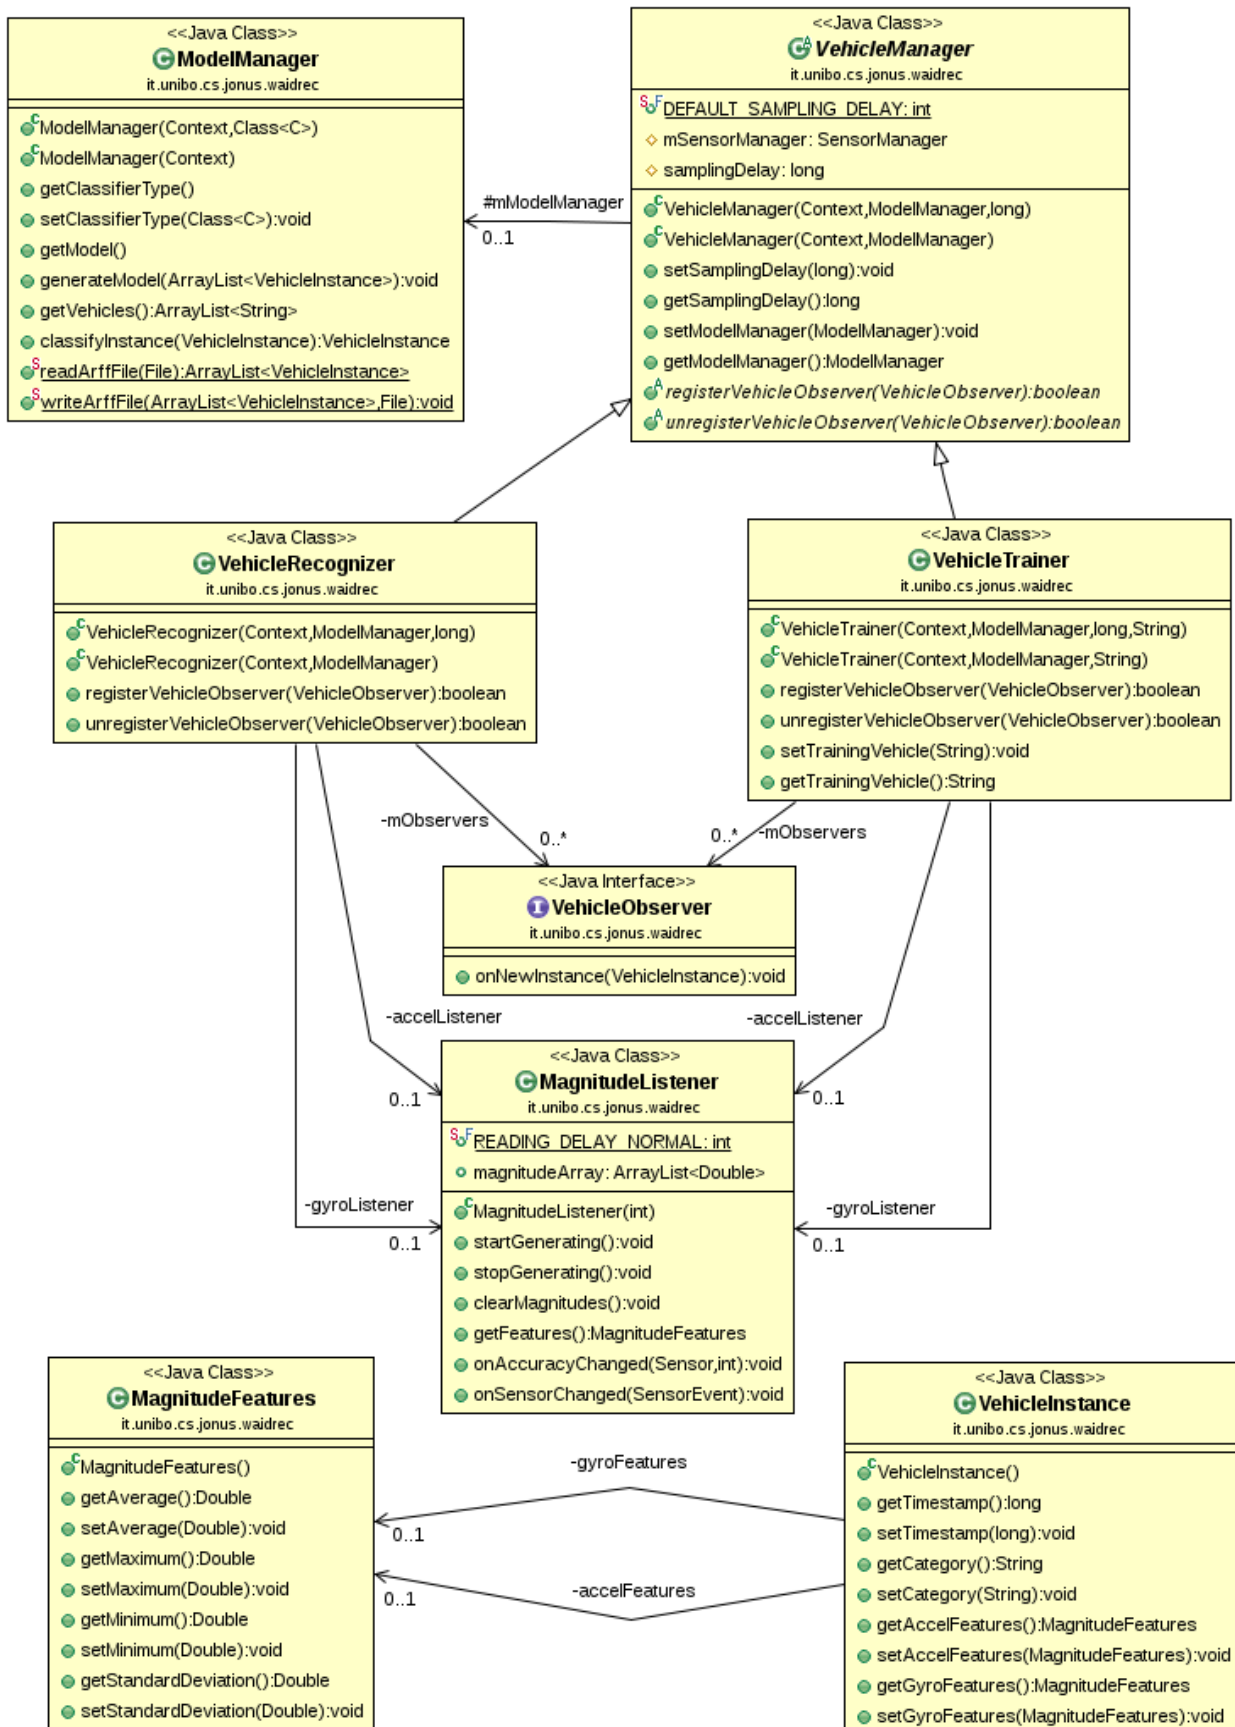 <<Java Class>>
ModelManager
it.unibo.cs.jonus.waidrec
ModelManager(Context,Class<C>)
ModelManager(Context)
getClassifierType()
setClassifierType(Class<C>):void
getModel()
generateModel(ArrayList<VehicleInstance>):void
getVehicles():ArrayList<String>
classifyInstance(VehicleInstance):VehicleInstance
readArffFile(File):ArrayList<VehicleInstance>
writeArffFile(ArrayList<VehicleInstance>,File):void
#mModelManager
0..1
<<Java Class>>
VehicleManager
it.unibo.cs.jonus.waidrec
DEFAULT_SAMPLING_DELAY: int
mSensorManager: SensorManager
samplingDelay: long
VehicleManager(Context,ModelManager,long)
VehicleManager(Context,ModelManager)
setSamplingDelay(long):void
getSamplingDelay():long
setModelManager(ModelManager):void
getModelManager():ModelManager
registerVehicleObserver(VehicleObserver):boolean
unregisterVehicleObserver(VehicleObserver):boolean
<<Java Class>>
VehicleRecognizer
it.unibo.cs.jonus.waidrec
VehicleRecognizer(Context,ModelManager,long)
VehicleRecognizer(Context,ModelManager)
registerVehicleObserver(VehicleObserver):boolean
unregisterVehicleObserver(VehicleObserver):boolean
<<Java Class>>
VehicleTrainer
it.unibo.cs.jonus.waidrec
VehicleTrainer(Context,ModelManager,long,String)
VehicleTrainer(Context,ModelManager,String)
registerVehicleObserver(VehicleObserver):boolean
unregisterVehicleObserver(VehicleObserver):boolean
setTrainingVehicle(String):void
getTrainingVehicle():String
-mObservers
0..*
0..*
-mObservers
<<Java Interface>>
VehicleObserver
it.unibo.cs.jonus.waidrec
onNewInstance(VehicleInstance):void
-accelListener
0..1
-accelListener
0..1
-gyroListener
0..1
-gyroListener
0..1
<<Java Class>>
MagnitudeListener
it.unibo.cs.jonus.waidrec
READING_DELAY_NORMAL: int
magnitudeArray: ArrayList<Double>
MagnitudeListener(int)
startGenerating():void
stopGenerating():void
clearMagnitudes():void
getFeatures():MagnitudeFeatures
onAccuracyChanged(Sensor,int):void
onSensorChanged(SensorEvent):void
<<Java Class>>
MagnitudeFeatures
it.unibo.cs.jonus.waidrec
MagnitudeFeatures()
getAverage():Double
setAverage(Double):void
getMaximum():Double
setMaximum(Double):void
getMinimum():Double
setMinimum(Double):void
getStandardDeviation():Double
setStandardDeviation(Double):void
-gyroFeatures
0..1
-accelFeatures
0..1
<<Java Class>>
VehicleInstance
it.unibo.cs.jonus.waidrec
VehicleInstance()
getTimestamp():long
setTimestamp(long):void
getCategory():String
setCategory(String):void
getAccelFeatures():MagnitudeFeatures
setAccelFeatures(MagnitudeFeatures):void
getGyroFeatures():MagnitudeFeatures
setGyroFeatures(MagnitudeFeatures):void